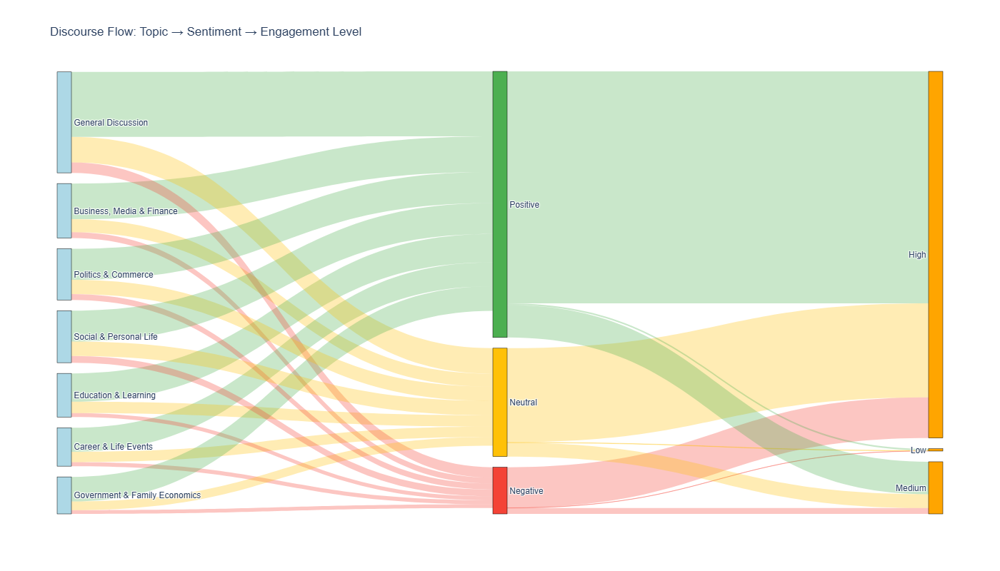 Discourse Flow: Topic → Sentiment → Engagement Level
General Discussion
Business, Media & Finance
Politics & Commerce
Social & Personal Life
Education & Learning
Career & Life Events
Government & Family Economics
Positive
Neutral
Negative
High
Low
Medium